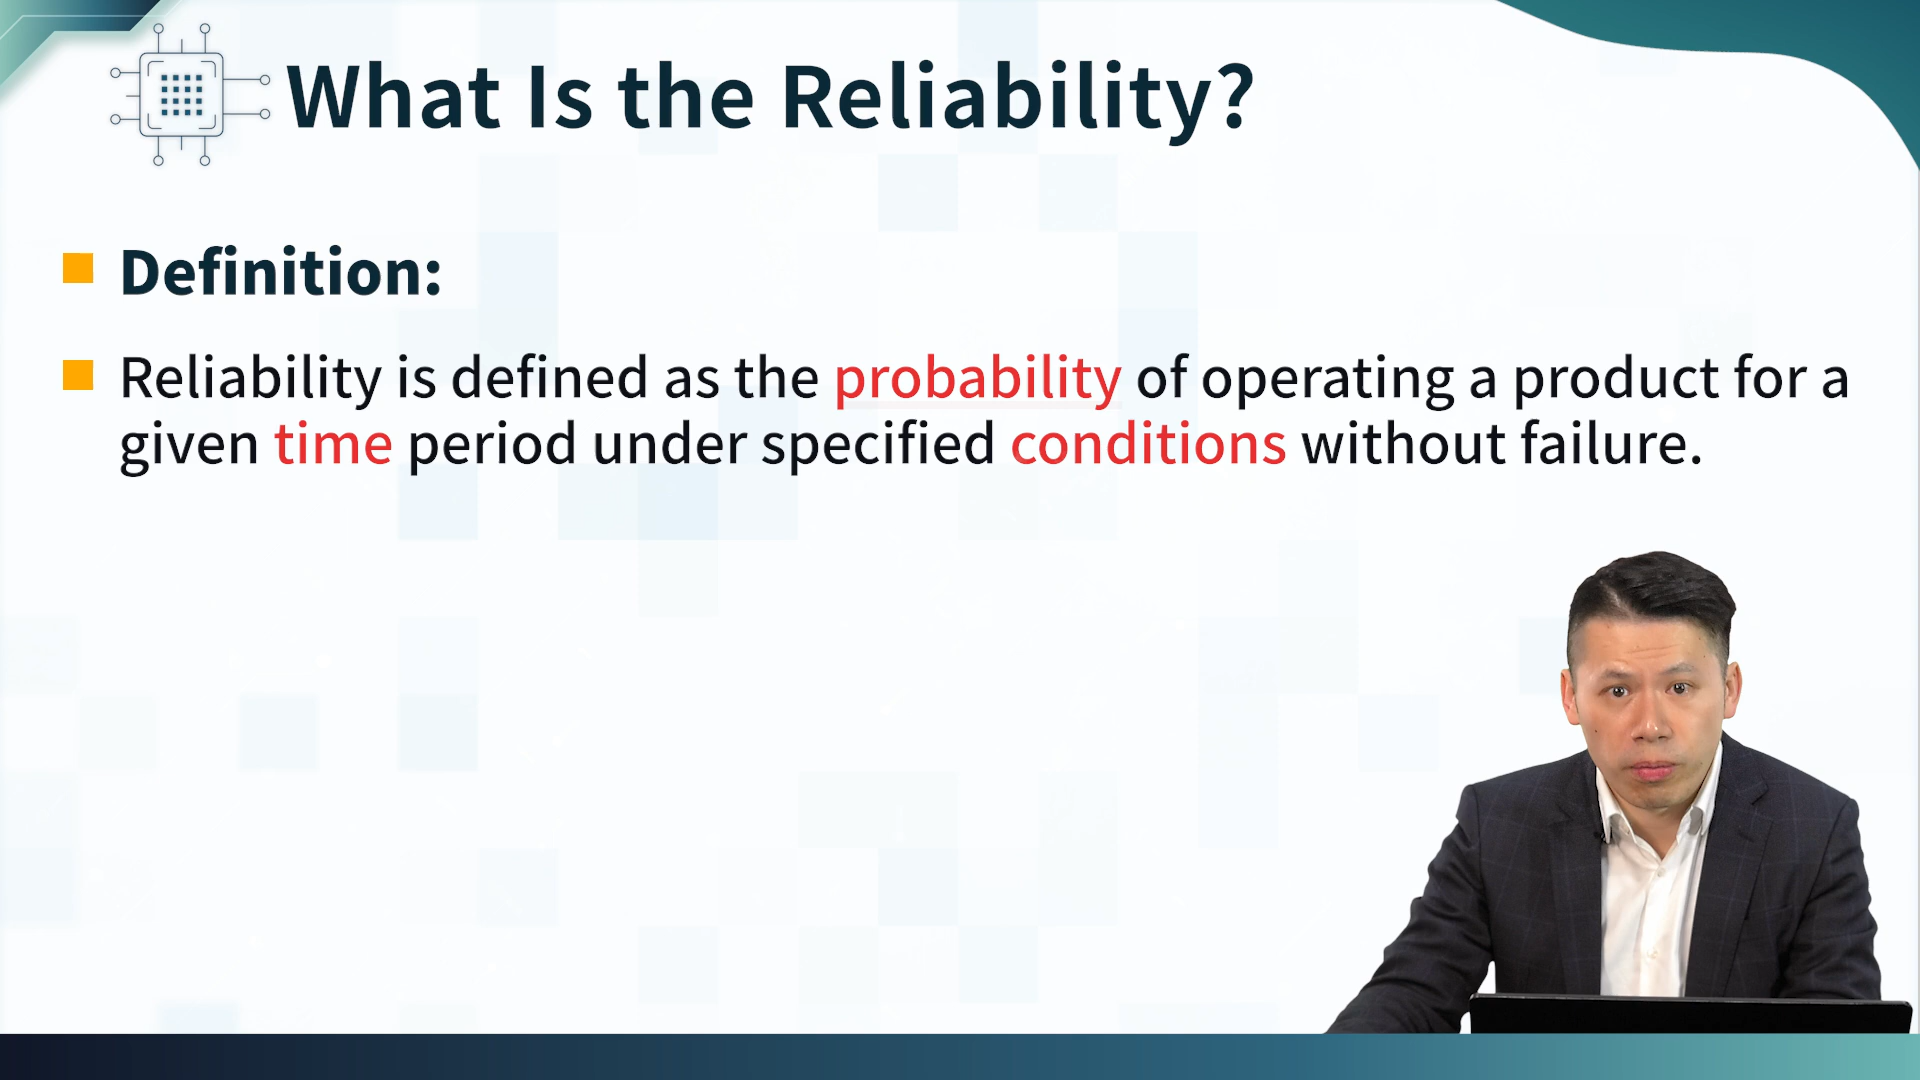 What Is the Reliability?
Definition:
Reliability is defined as the probability of operating a product for a
given time period under specified conditions without failure.